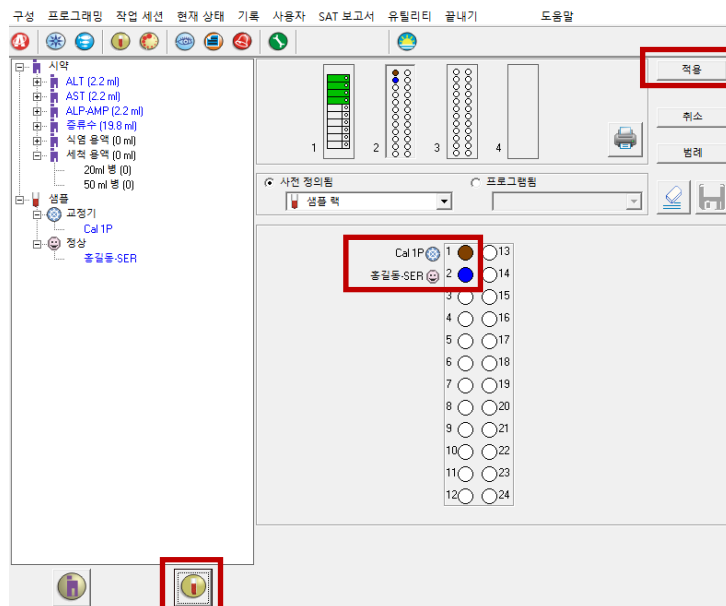 구성 프로그래밍 작업 세션 현재 상태 기록 사용자 SAT 보고서 유틸리티 끝내기 도움말
시약
ALT (2.2 ml)
AST (2.2 ml)
ALP-AMP (2.2 ml)
증류수 (19.8 ml)
식염 용액 (0 ml)
세척 용액 (0 ml)
20ml 병 (0)
50 ml 병 (0)
샘플
교정기
Cal 1P
정상
홍길동-SER
1 2 3 4
적용
취소
범례
사전 정의됨 프로그램됨
샘플 랙
Cal 1P 1 13
홍길동-SER 2 14
3 15
4 16
5 17
6 18
7 19
8 20
9 21
10 22
11 23
12 24